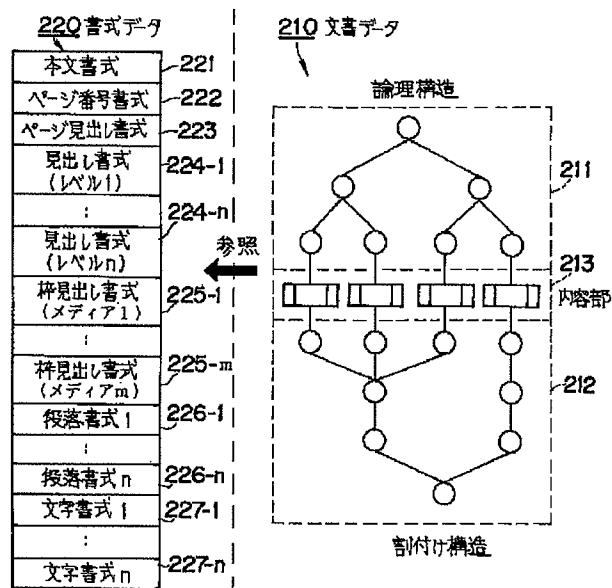 220 書式データ
本文書式
221
ページ番号書式
222
ページ見出し書式
223
見出し書式
(レベル1)
224-1
:
見出し書式
(レベルn)
224-n
枠見出し書式
(メディア1)
225-1
:
枠見出し書式
(メディアm)
225-m
段落書式1
226-1
:
段落書式n
226-n
文字書式1
227-1
:
文字書式n
227-n
参照
210 文書データ
論理構造
211
213
内容部
212
割付け構造